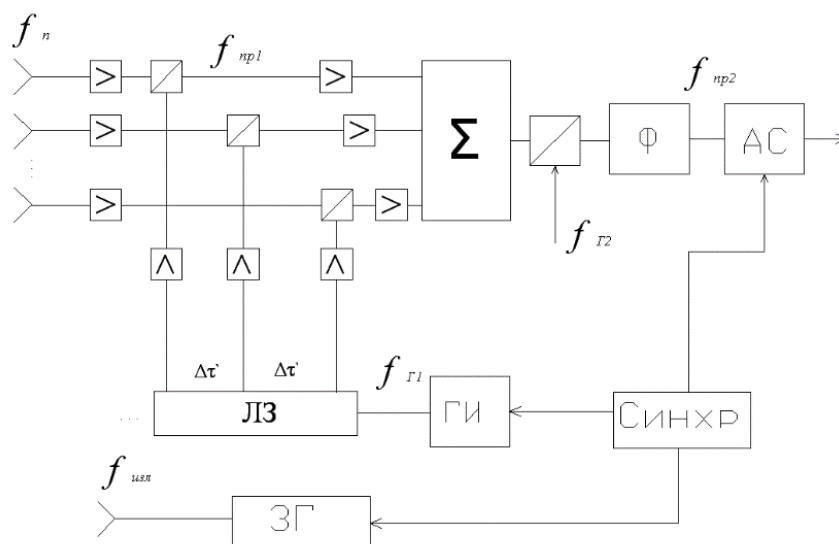 f п
f пр1
f пр2
> >
> >
Σ
Ф
АС
...
> >
f Г2
> > >
Δτ` Δτ`
f Г1
... ЛЗ
ГИ
Синхр
f изл
ЗГ